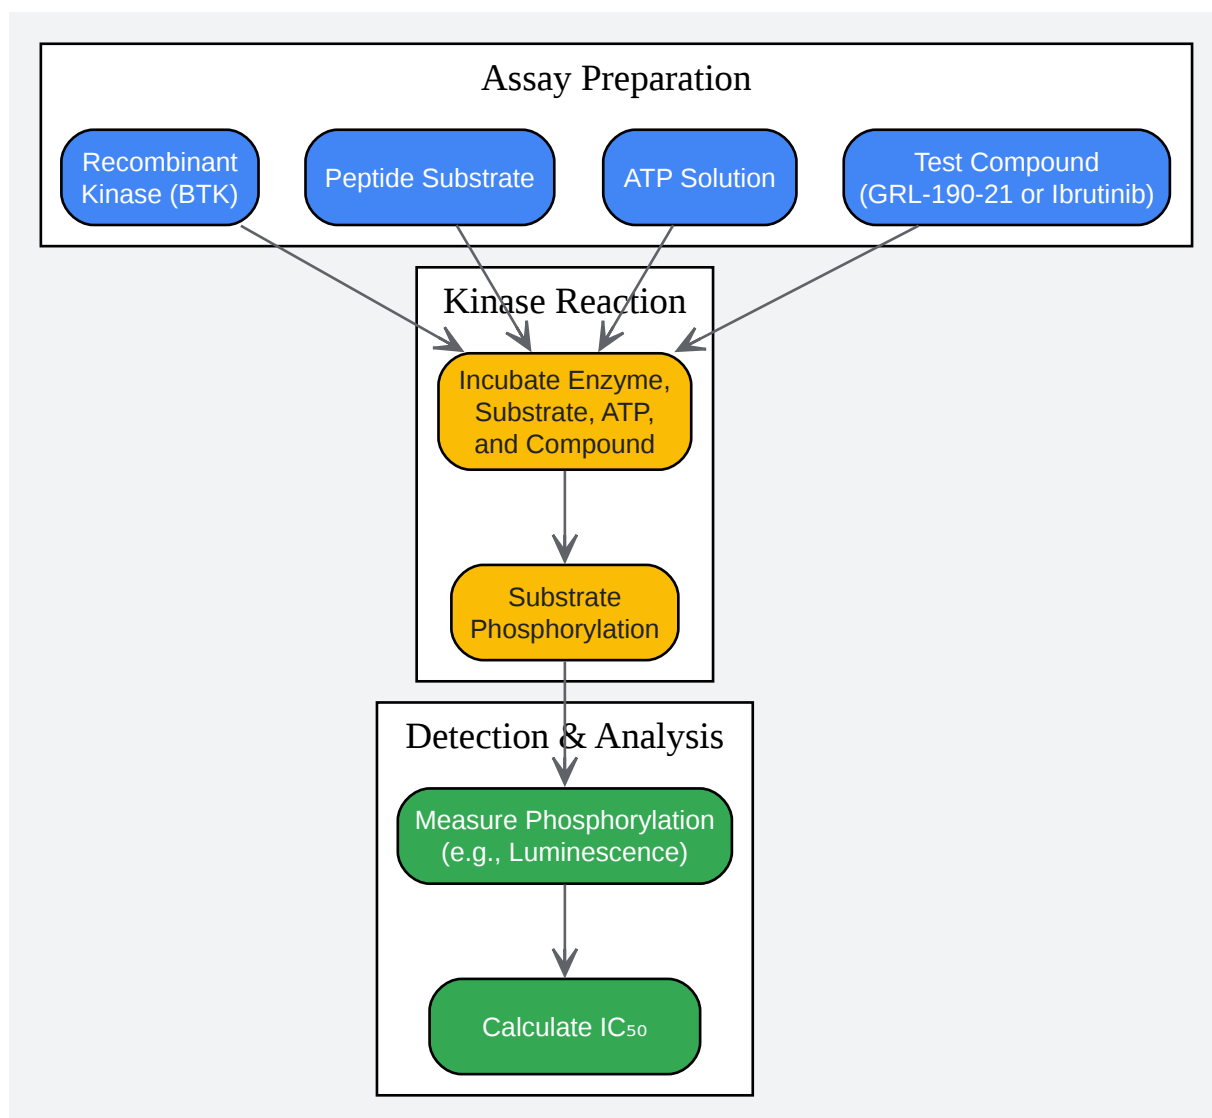 Assay Preparation
Recombinant
Kinase (BTK)
Peptide Substrate
ATP Solution
Test Compound
(GRL-190-21 or Ibrutinib)
Kinase Reaction
Incubate Enzyme,
Substrate, ATP,
and Compound
Substrate
Phosphorylation
Detection & Analysis
Measure Phosphorylation
(e.g., Luminescence)
Calculate IC₅₀